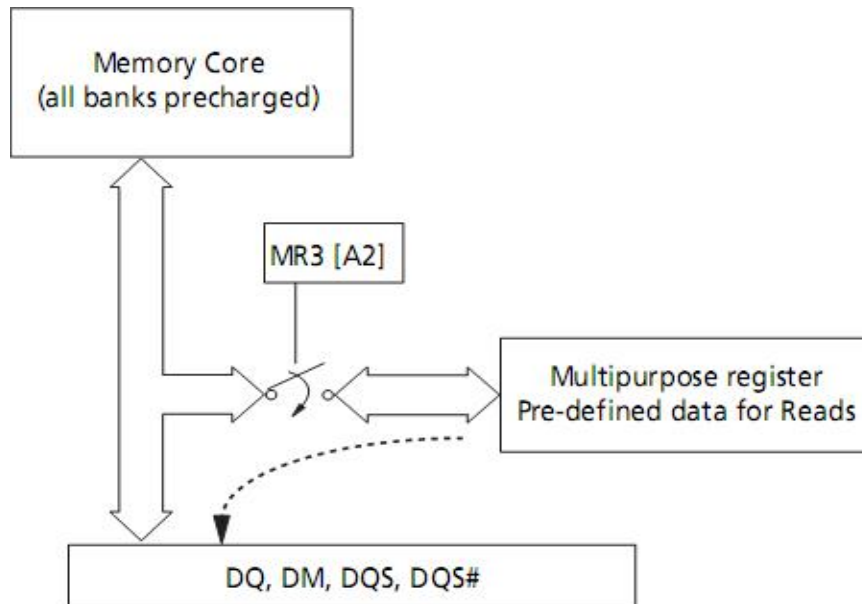 Memory Core
(all banks precharged)
MR3 [A2]
Multipurpose register
Pre-defined data for Reads
DQ, DM, DQS, DQS#